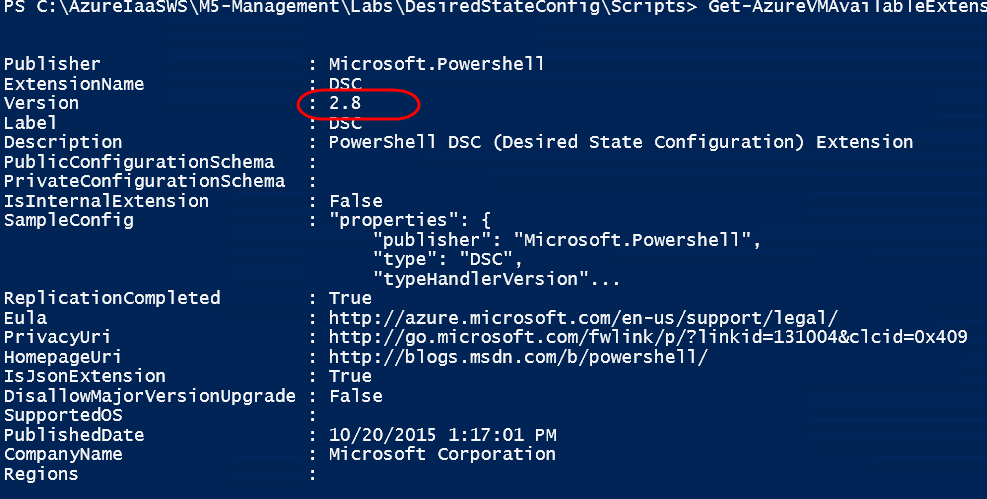 PS C:\AzureIaaSWS\M5-Management\Labs\DesiredStateConfig\Scripts> Get-AzureVMAvailableExtens
Publisher : Microsoft.Powershell
ExtensionName : DSC
Version : 2.8
Label : DSC
Description : PowerShell DSC (Desired State Configuration) Extension
PublicConfigurationSchema :
PrivateConfigurationSchema :
IsInternalExtension : False
SampleConfig : "properties": {
"publisher": "Microsoft.Powershell",
"type": "DSC",
"typeHandlerVersion"...
ReplicationCompleted : True
Eula : http://azure.microsoft.com/en-us/support/legal/
PrivacyUri : http://go.microsoft.com/fwlink/p/?linkid=131004&clcid=0x409
HomepageUri : http://blogs.msdn.com/b/powershell/
IsJsonExtension : True
DisallowMajorVersionUpgrade : False
SupportedOS :
PublishedDate : 10/20/2015 1:17:01 PM
CompanyName : Microsoft Corporation
Regions :